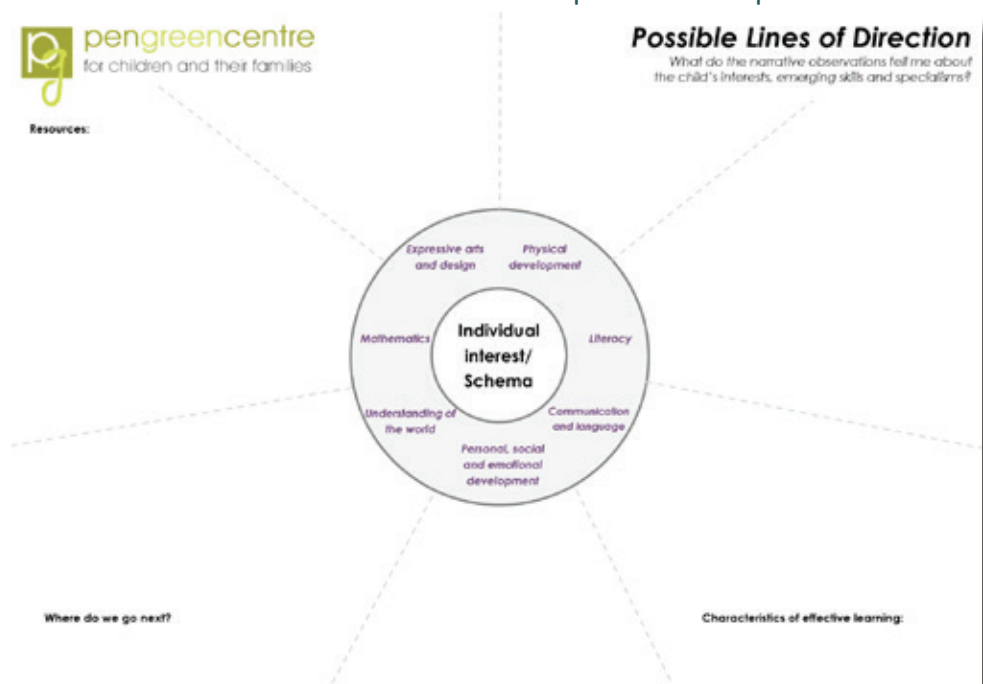 pengreencentre
for children and their families
Possible Lines of Direction
What do the narrative observations tell me about
the child's interests, emerging skills and specialisms?
Resources:
Expressive arts
and design
Physical
development
Mathematics
Individual
interest/
Schema
Literacy
Understanding of
the world
Communication
and language
Personal, social
and emotional
development
Where do we go next?
Characteristics of effective learning: